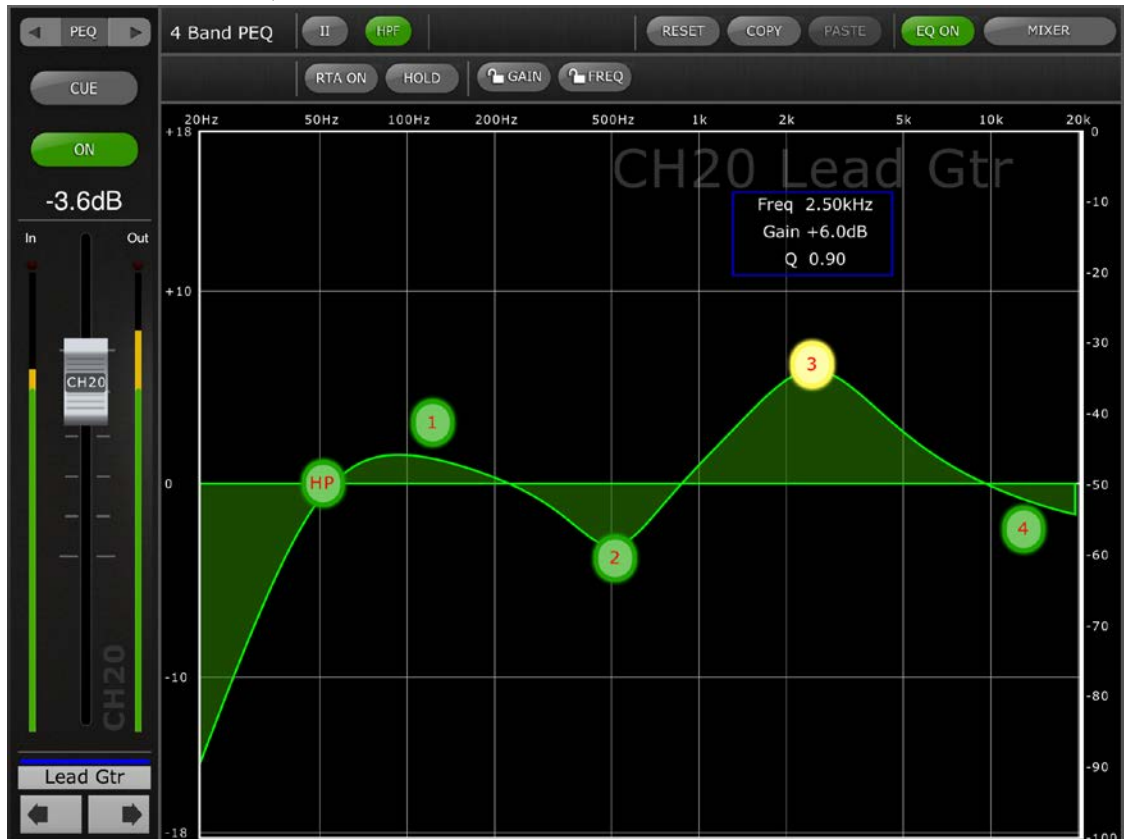 PEQ
4 Band PEQ
II
HPF
RESET
COPY
PASTE
EQ ON
MIXER
CUE
RTA ON
HOLD
GAIN
FREQ
ON
-3.6dB
In
Out
CH20
CH20
Lead Gtr
20Hz 50Hz 100Hz 200Hz 500Hz 1k 2k 5k 10k 20k
+18
+10
0
-10
-18
CH20 Lead Gtr
Freq 2.50kHz
Gain +6.0dB
Q 0.90
HP
1
2
3
4
0
-10
-20
-30
-40
-50
-60
-70
-80
-90
-100